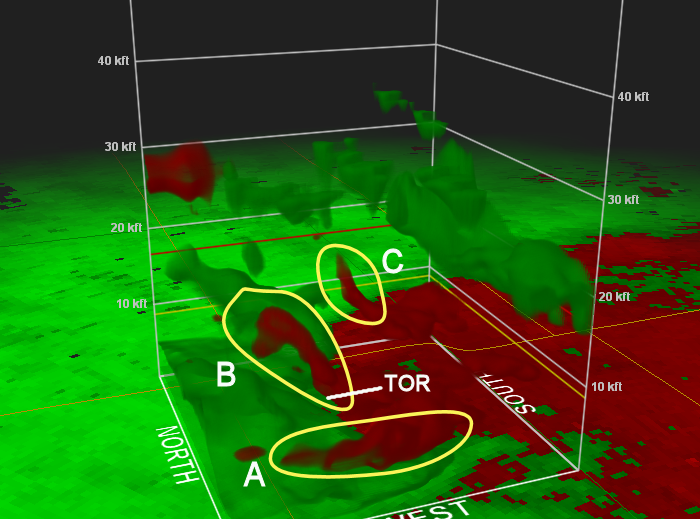 40 kft
40 kft
30 kft
30 kft
20 kft
C
20 kft
10 kft
B
TOR
10 kft
SOUT
NORTH
A
WEST